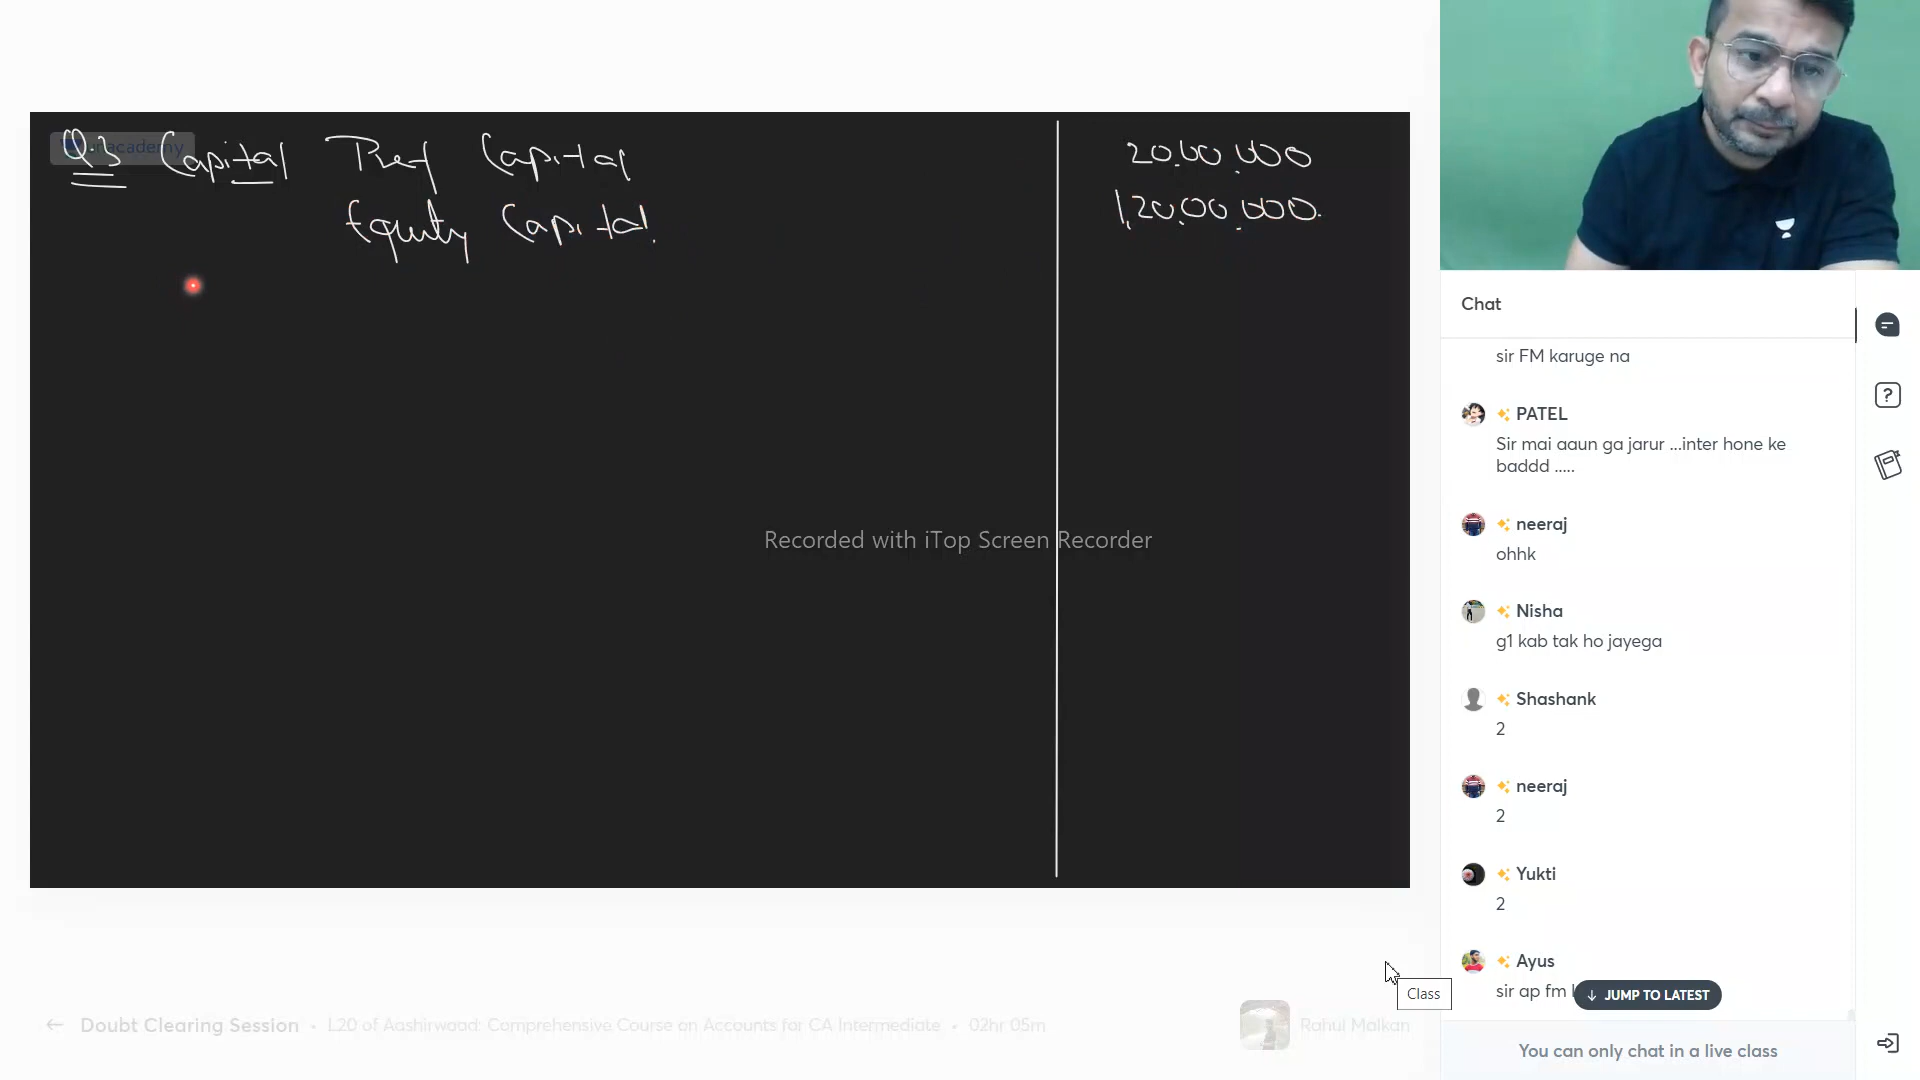 Q.3 Capital Pref Capital 20,00,000
Equity Capital. 1,20,00,000.
unacademy
Recorded with iTop Screen Recorder
Chat
sir FM karuge na
PATEL
Sir mai aaun ga jarur ...inter hone ke
baddd .....
neeraj
ohhk
Nisha
g1 kab tak ho jayega
Shashank
2
neeraj
2
Yukti
2
Ayus
sir ap fm
JUMP TO LATEST
Class
You can only chat in a live class
Doubt Clearing Session • L20 of Aashirwaad: Comprehensive Course on Accounts for CA Intermediate • 02hr 05m
Rahul Malkan